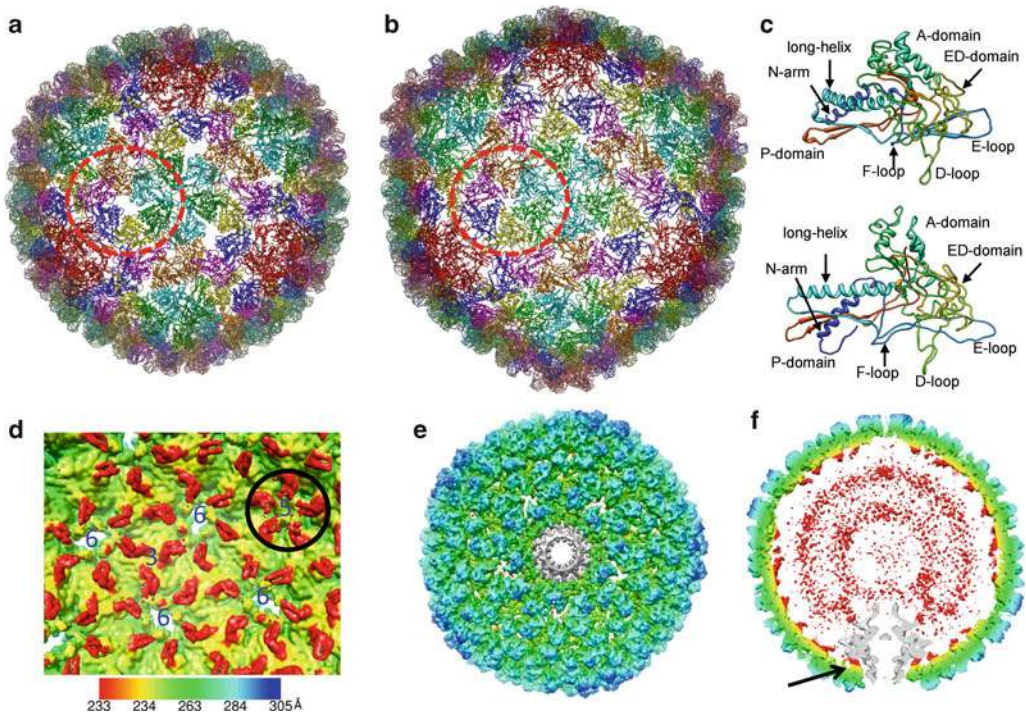 a
b
c
A-domain
long-helix
ED-domain
N-arm
P-domain
E-loop
F-loop
D-loop
A-domain
long-helix
ED-domain
N-arm
E-loop
P-domain
F-loop
D-loop
d
e
f
6
5
6
3
6
6
233 234 263 284 305Å